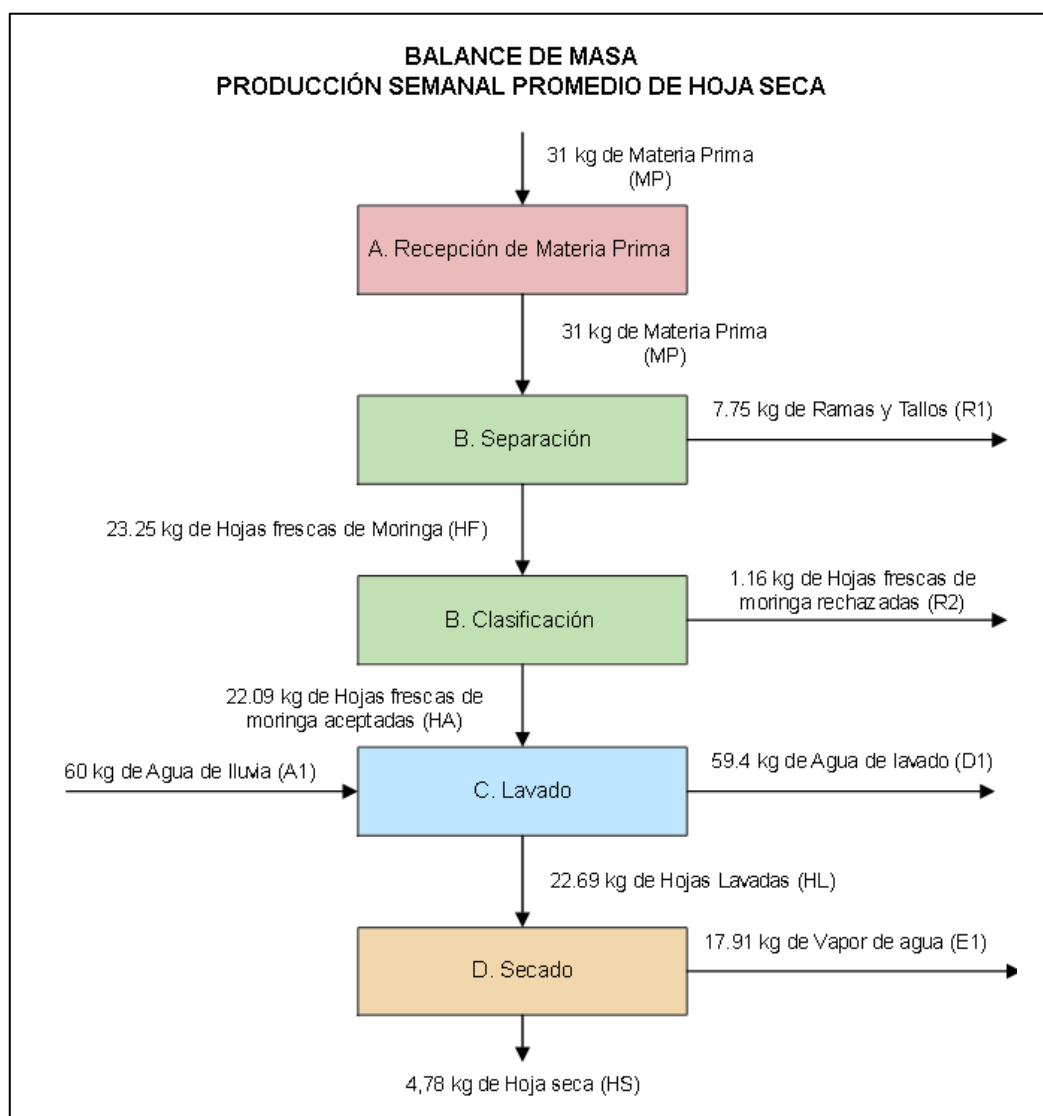 BALANCE DE MASA
PRODUCCIÓN SEMANAL PROMEDIO DE HOJA SECA
31 kg de Materia Prima
(MP)
A. Recepción de Materia Prima
31 kg de Materia Prima
(MP)
7.75 kg de Ramas y Tallos (R1)
B. Separación
23.25 kg de Hojas frescas de Moringa (HF)
1.16 kg de Hojas frescas de
moringa rechazadas (R2)
B. Clasificación
22.09 kg de Hojas frescas de
moringa aceptadas (HA)
60 kg de Agua de lluvia (A1)
59.4 kg de Agua de lavado (D1)
C. Lavado
22.69 kg de Hojas Lavadas (HL)
17.91 kg de Vapor de agua (E1)
D. Secado
4,78 kg de Hoja seca (HS)